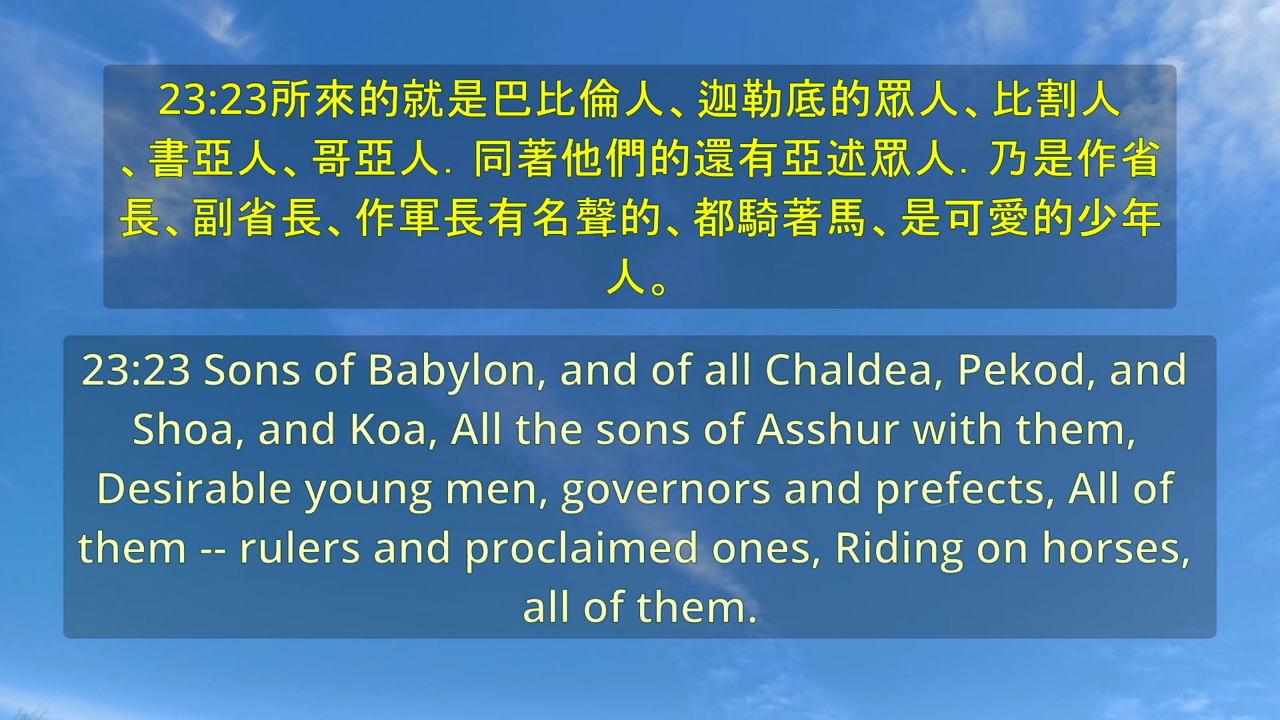 23:23所來的就是巴比倫人、迦勒底的眾人、比割人
、書亞人、哥亞人．同著他們的還有亞述眾人．乃是作省
長、副省長、作軍長有名聲的、都騎著馬、是可愛的少年
人。
23:23 Sons of Babylon, and of all Chaldea, Pekod, and
Shoa, and Koa, All the sons of Asshur with them,
Desirable young men, governors and prefects, All of
them -- rulers and proclaimed ones, Riding on horses,
all of them.